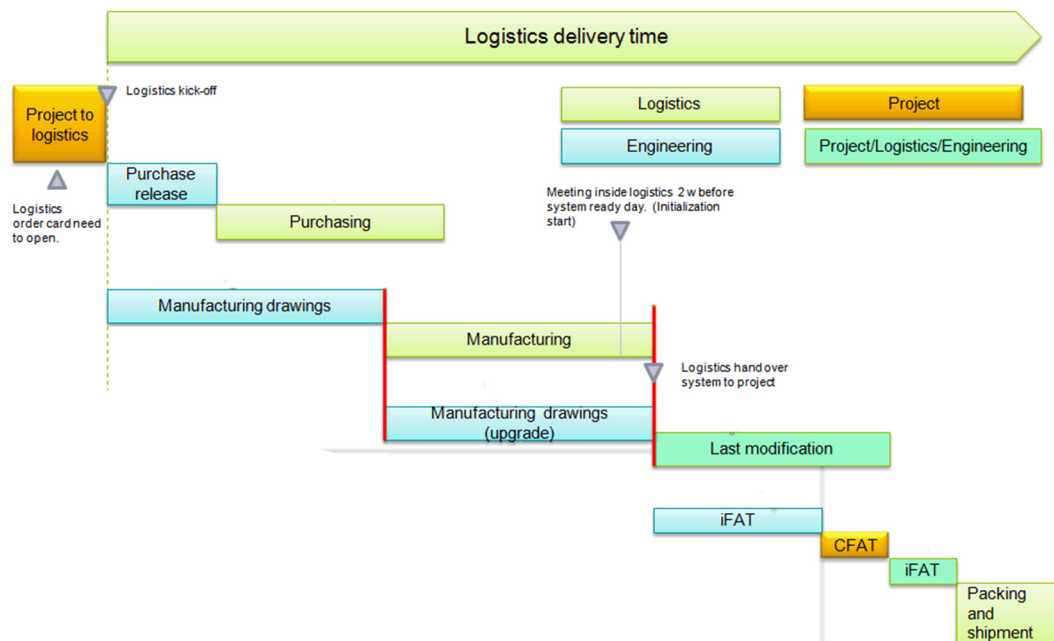 Logistics delivery time
Logistics kick-off
Project to
logistics
Logistics
Project
Engineering
Project/Logistics/Engineering
Purchase
release
Logistics
order card need
to open.
Purchasing
Meeting inside logistics 2 w before
system ready day. (Initialization
start)
Manufacturing drawings
Manufacturing
Logistics hand over
system to project
Manufacturing drawings
(upgrade)
Last modification
iFAT
CFAT
iFAT
Packing
and
shipment